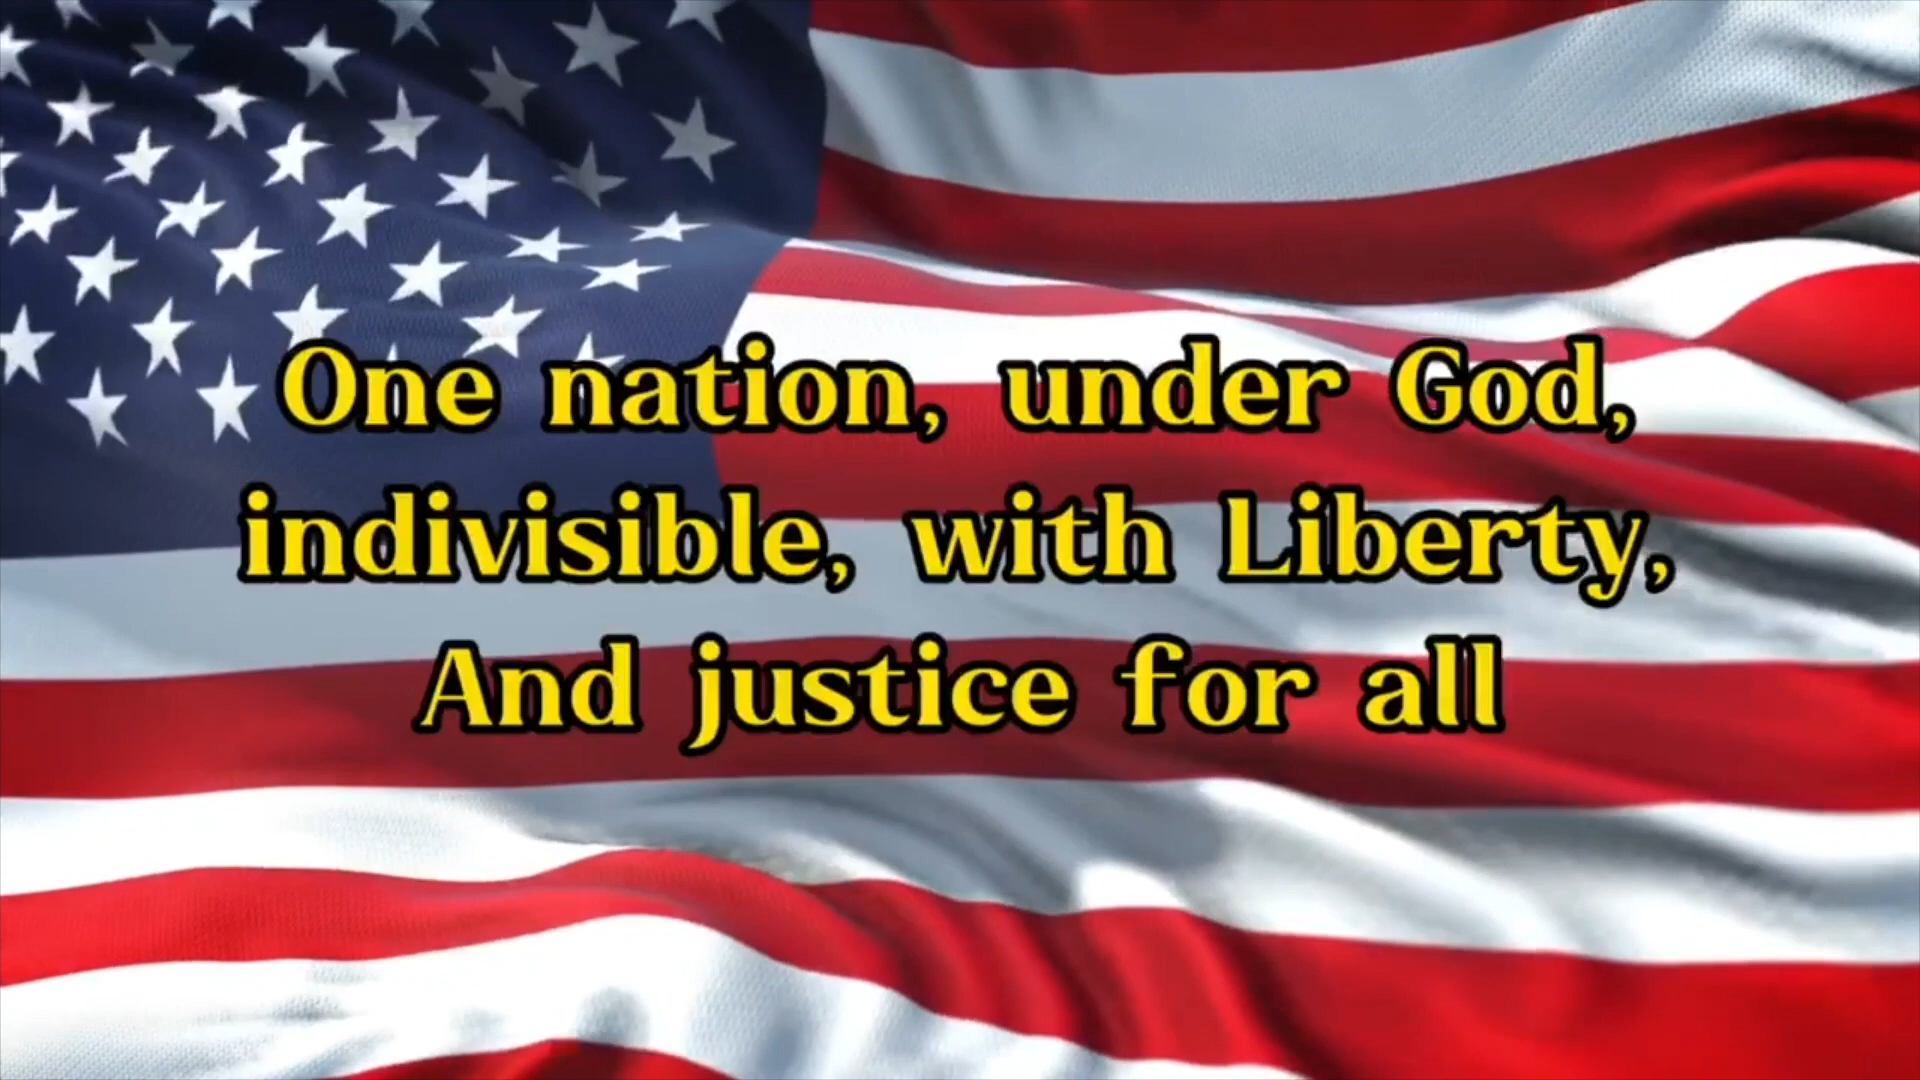 One nation, under God,
indivisible, with Liberty,
And justice for all